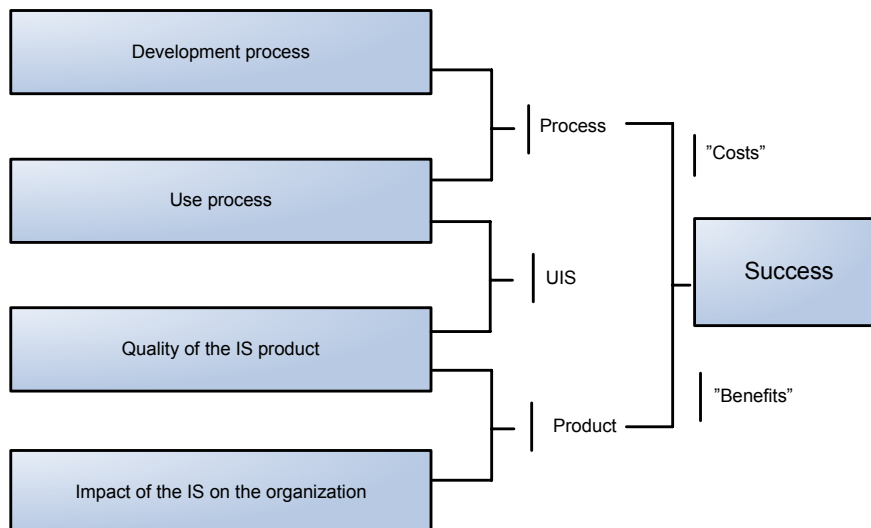 Development process
Process
”Costs”
Use process
Success
UIS
Quality of the IS product
”Benefits”
Product
Impact of the IS on the organization